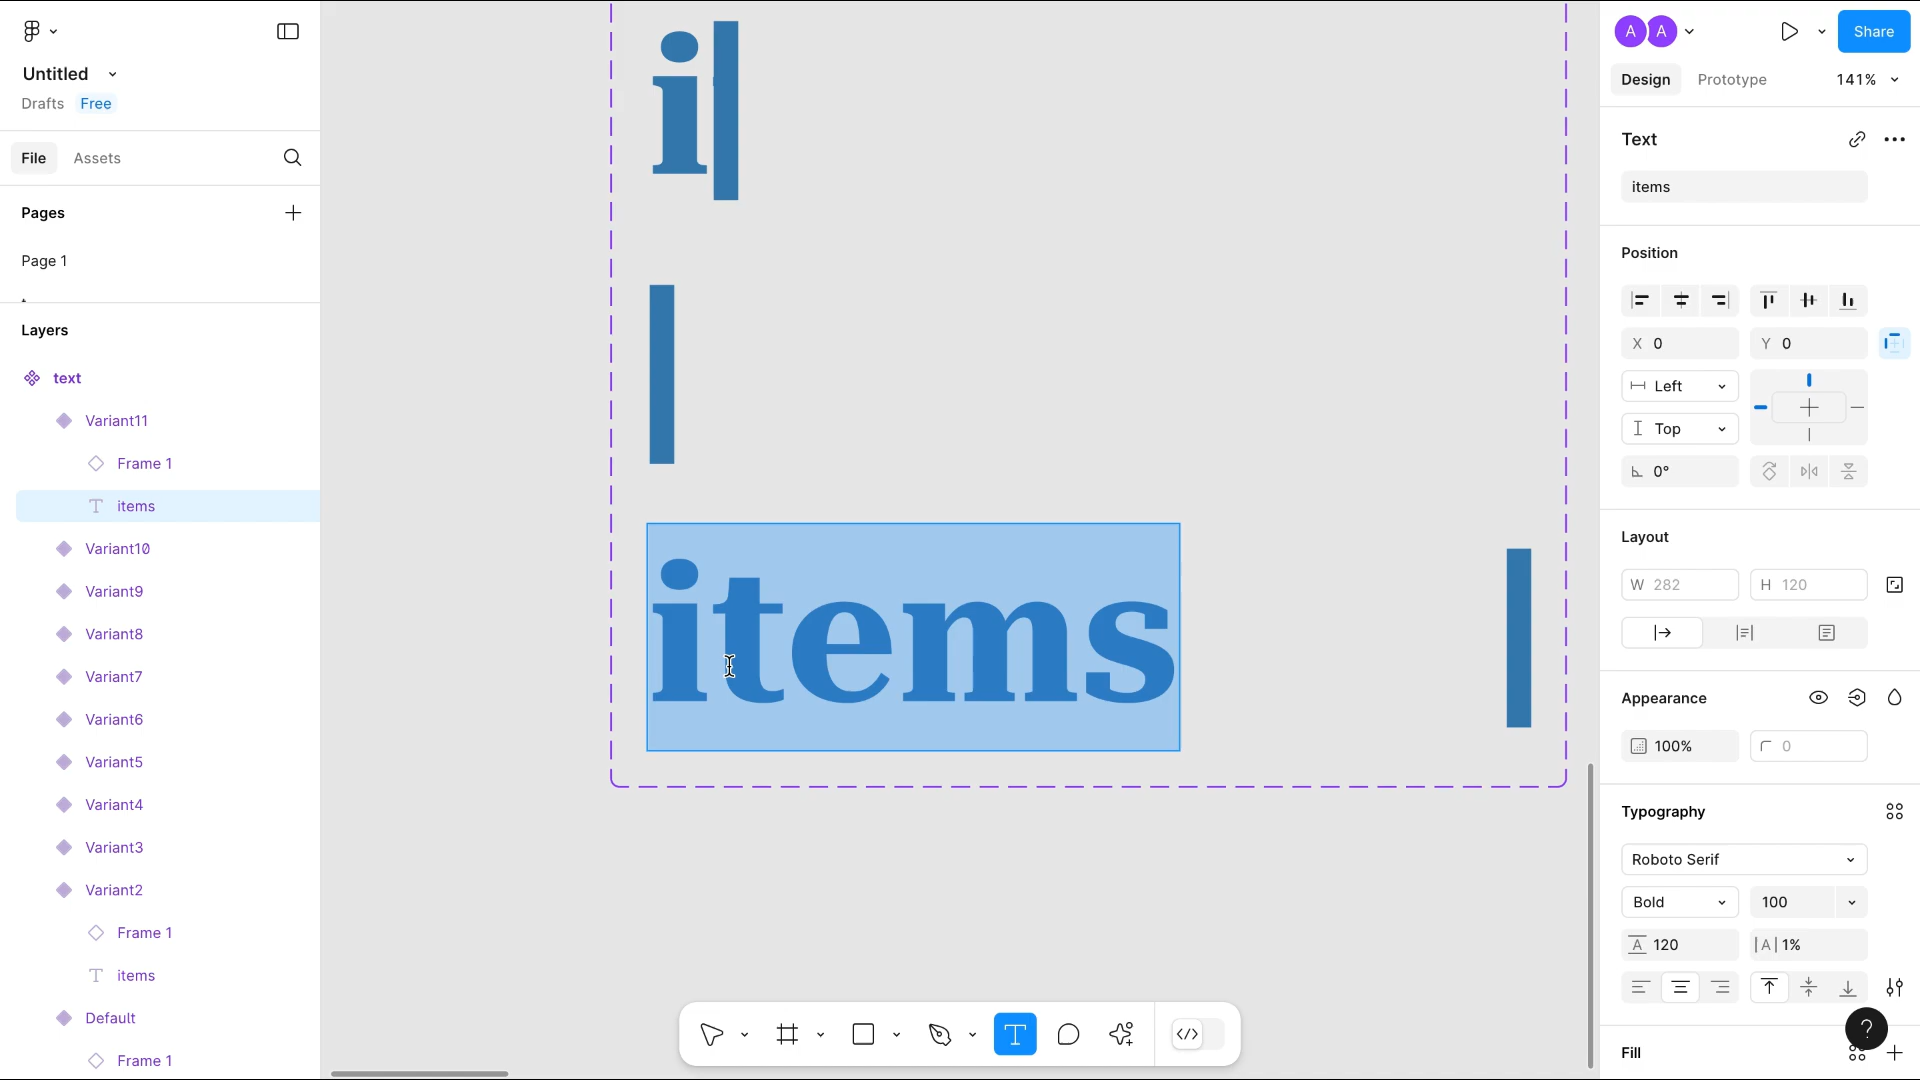 Untitled
Drafts Free
File Assets
Pages
Page 1
Layers
text
Variant11
Frame 1
items
Variant10
Variant9
Variant8
Variant7
Variant6
Variant5
Variant4
Variant3
Variant2
Frame 1
items
Default
Frame 1
i
items
A A
Share
Design Prototype 141%
Text
items
Position
X 0 Y 0
Left
Top
0°
Layout
W 282 H 120
Appearance
100% 0
Typography
Roboto Serif
Bold 100
120 1%
Fill
?